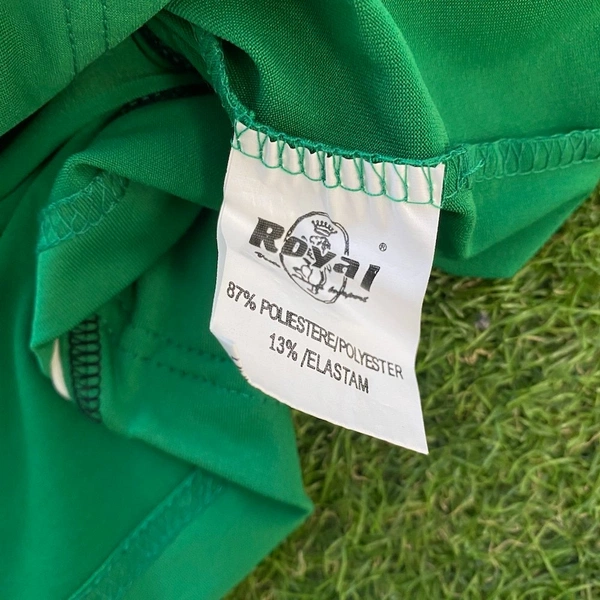 Royal ®
87% POLIESTERE/POLYESTER
13% /ELASTAM